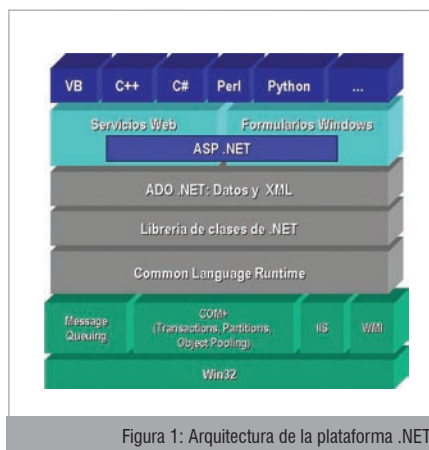 VB C++ C# Perl Python ...
Servicios Web Formularios Windows
ASP .NET
ADO .NET: Datos y XML
Libreria de clases de .NET
Common Language Runtime
Message Queuing
COM+
(Transactions, Partitions,
Object Pooling)
IIS
WMI
Win32
Figura 1: Arquitectura de la plataforma .NET